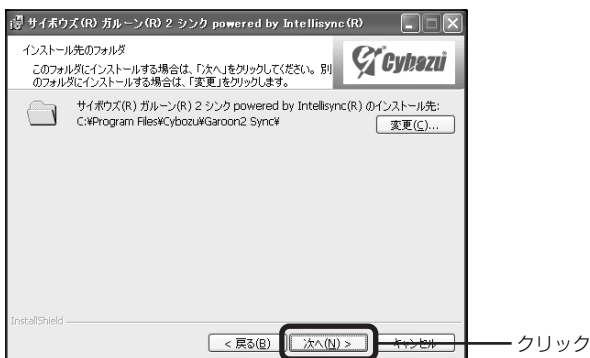 サイボウズ(R) ガルーン(R) 2 シンク powered by Intellisync(R)
インストール先のフォルダ
このフォルダにインストールする場合は、「次へ」をクリックしてください。別
のフォルダにインストールする場合は、「変更」をクリックします。
Cybozu
サイボウズ(R) ガルーン(R) 2 シンク powered by Intellisync(R) のインストール先:
C:¥Program Files¥Cybozu¥Garoon2 Sync¥
変更(C)...
InstallShield
< 戻る(B)
次へ(N) >
キャンセル
クリック